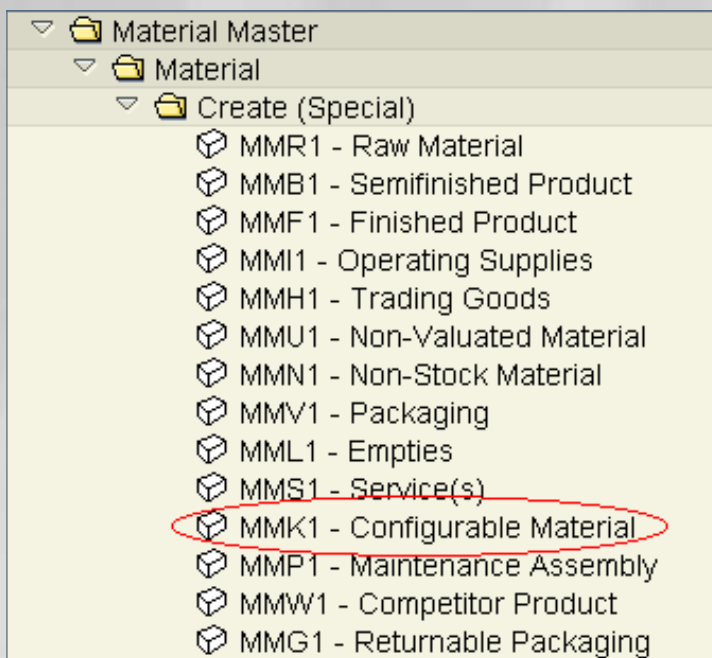 Material Master
Material
Create (Special)
MMR1 - Raw Material
MMB1 - Semifinished Product
MMF1 - Finished Product
MMI1 - Operating Supplies
MMH1 - Trading Goods
MMU1 - Non-Valuated Material
MMN1 - Non-Stock Material
MMV1 - Packaging
MML1 - Empties
MMS1 - Service(s)
MMK1 - Configurable Material
MMP1 - Maintenance Assembly
MMW1 - Competitor Product
MMG1 - Returnable Packaging